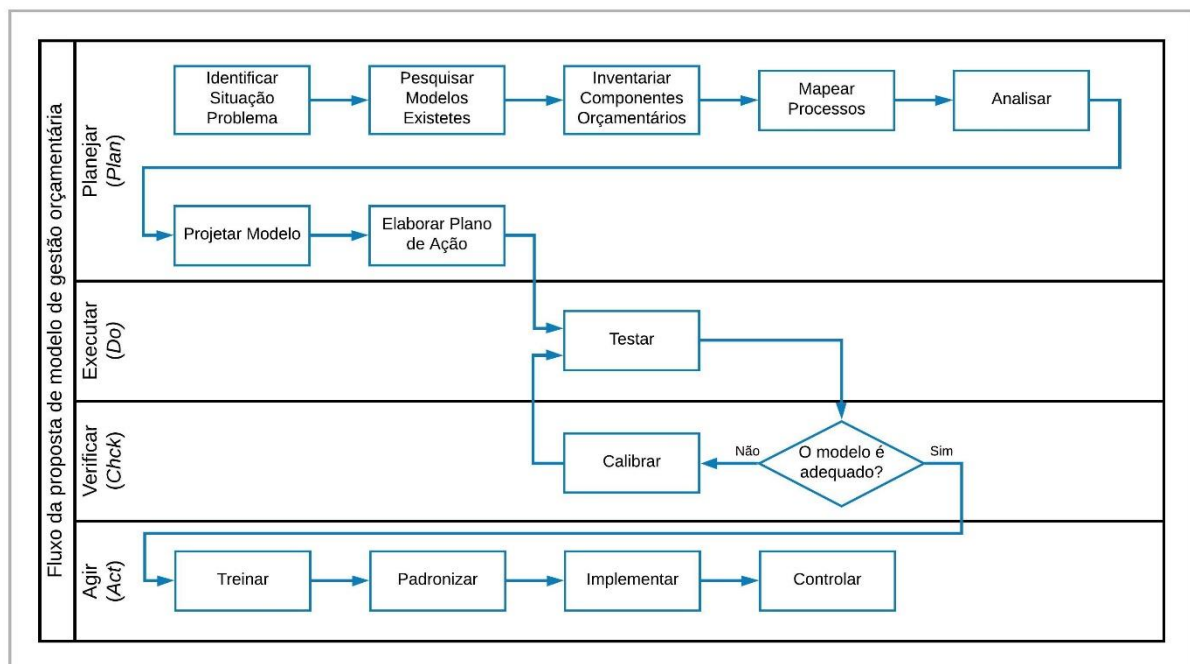 Fluxo da proposta de modelo de gestão orçamentária
Planejar
(Plan)
Identificar
Situação
Problema
Pesquisar
Modelos
Existetes
Inventariar
Componentes
Orçamentários
Mapear
Processos
Analisar
Projetar Modelo
Elaborar Plano
de Ação
Executar
(Do)
Testar
Verificar
(Chck)
Calibrar
Não
O modelo é
adequado?
Sim
Agir
(Act)
Treinar
Padronizar
Implementar
Controlar